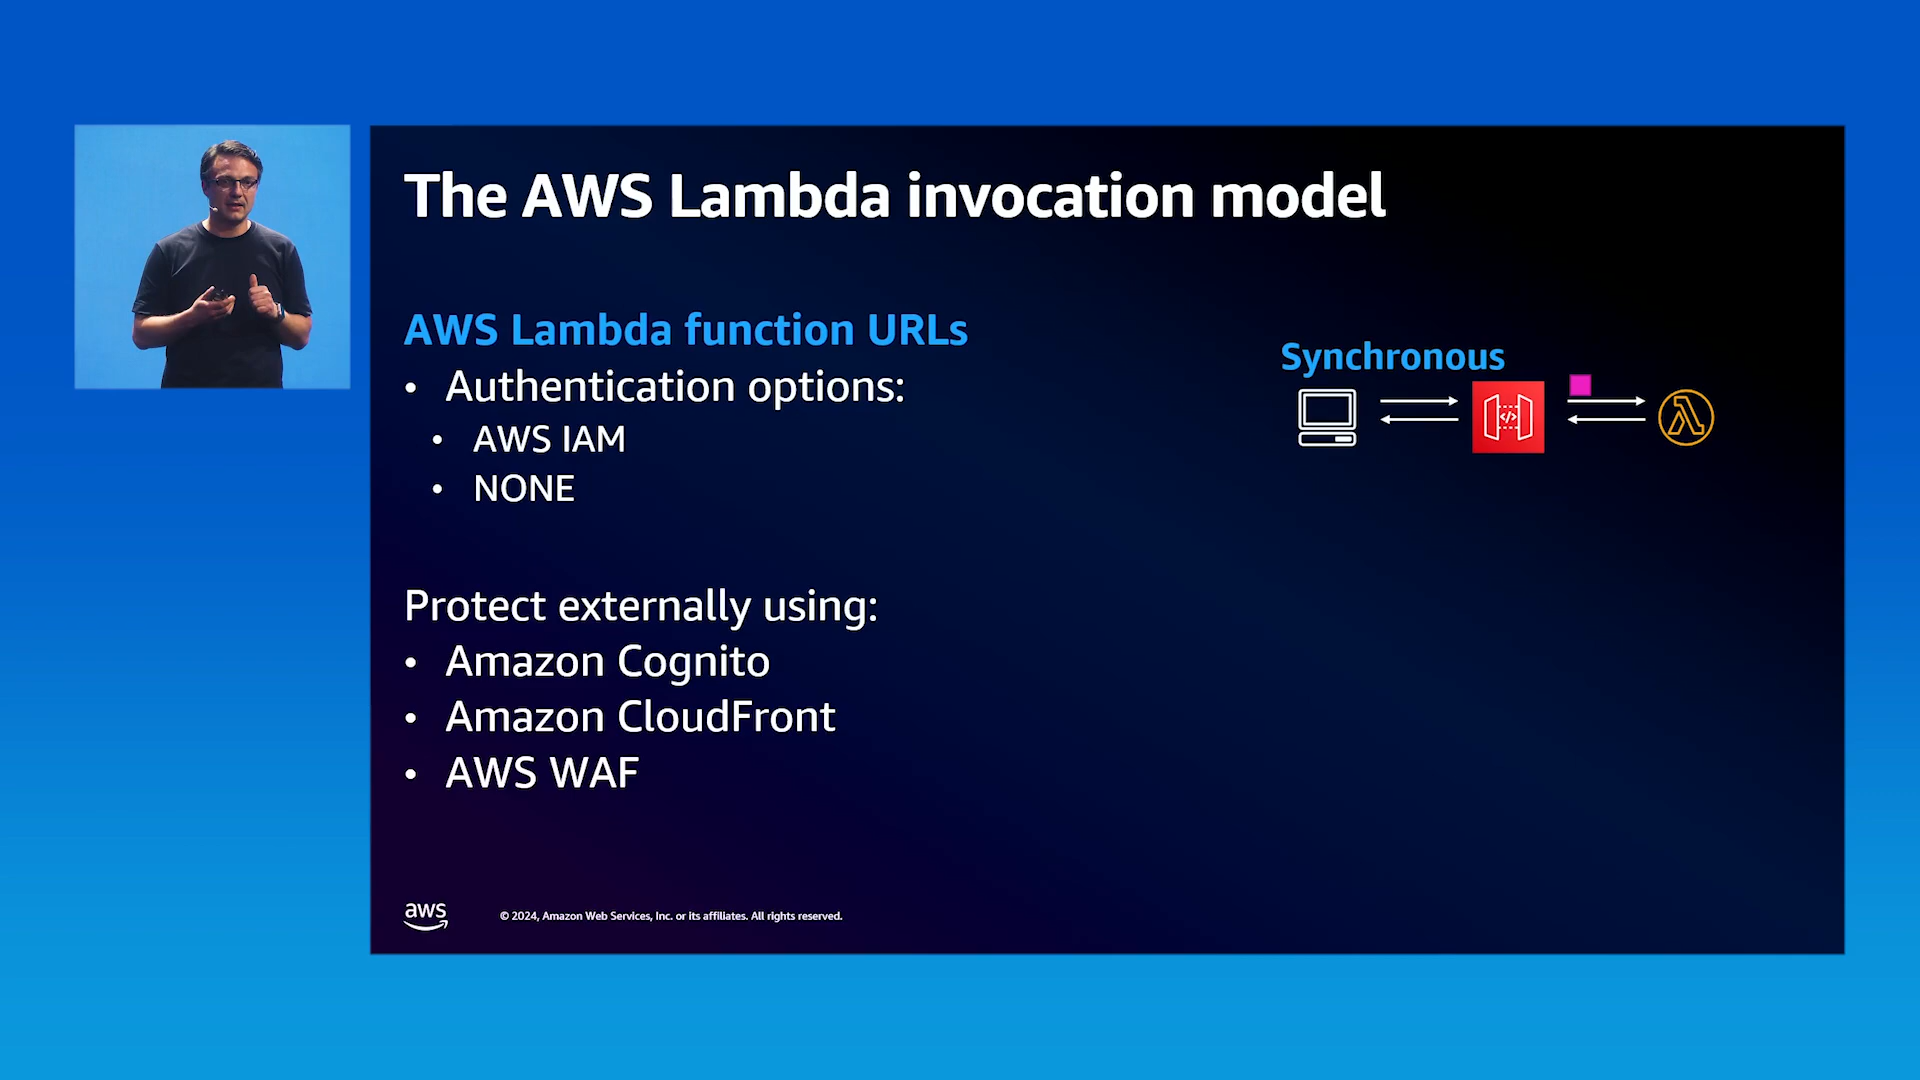 The AWS Lambda invocation model
AWS Lambda function URLs
• Authentication options:
• AWS IAM
• NONE
Protect externally using:
• Amazon Cognito
• Amazon CloudFront
• AWS WAF
Synchronous
aws
© 2024, Amazon Web Services, Inc. or its affiliates. All rights reserved.